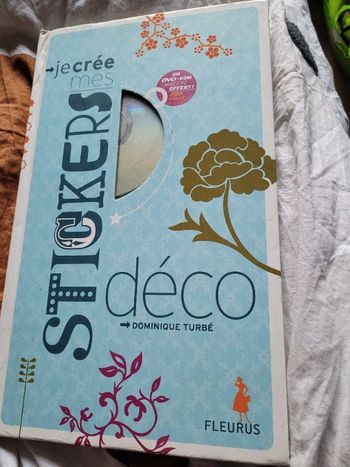 je crée
mes
STICKERS
UN
DVD-ROM
OFFERT!
déco
DOMINIQUE TURBÉ
FLEURUS